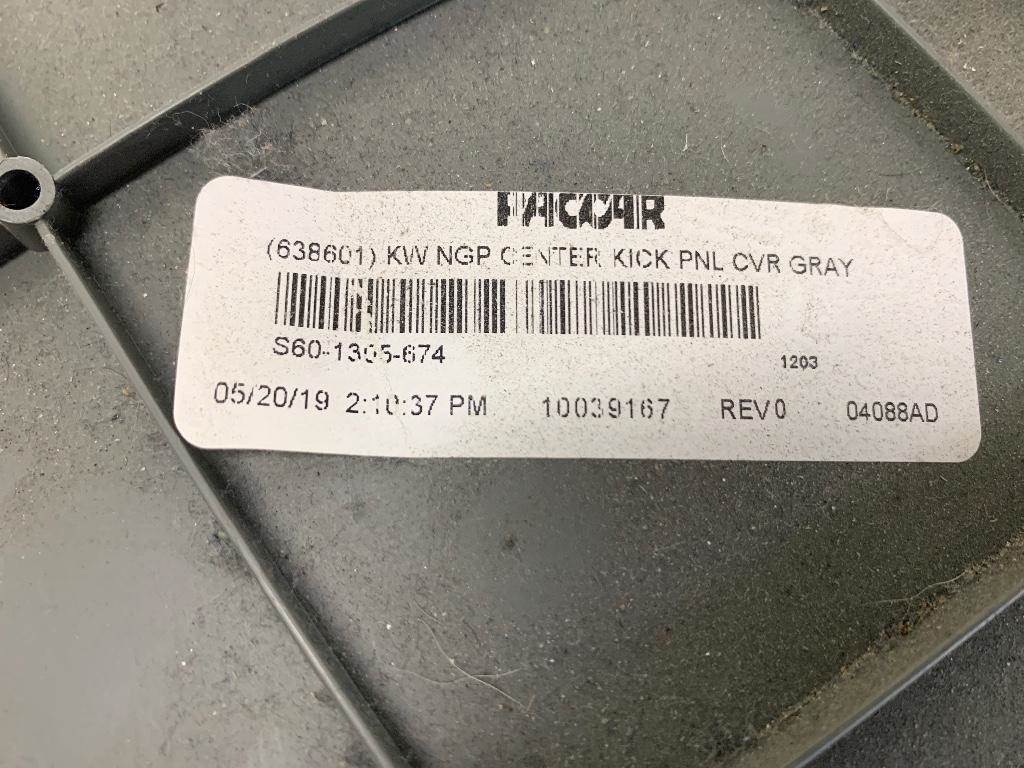 PACCAR
(638601) KW NGP CENTER KICK PNL CVR GRAY
S60-1305-674
1203
05/20/19 2:10:37 PM 10039167 REV0 04088AD